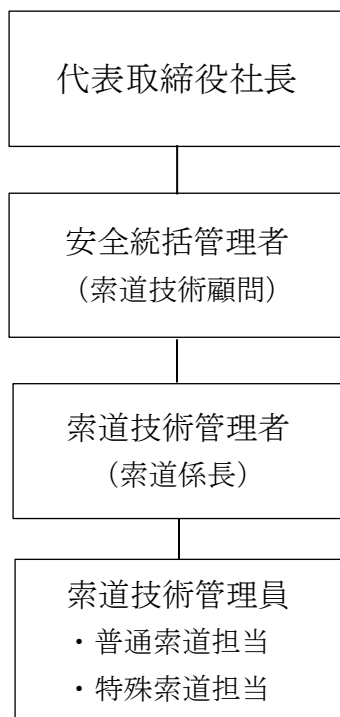 代表取締役社長
安全統括管理者
（索道技術顧問）
索道技術管理者
（索道係長）
索道技術管理員
・普通索道担当
・特殊索道担当